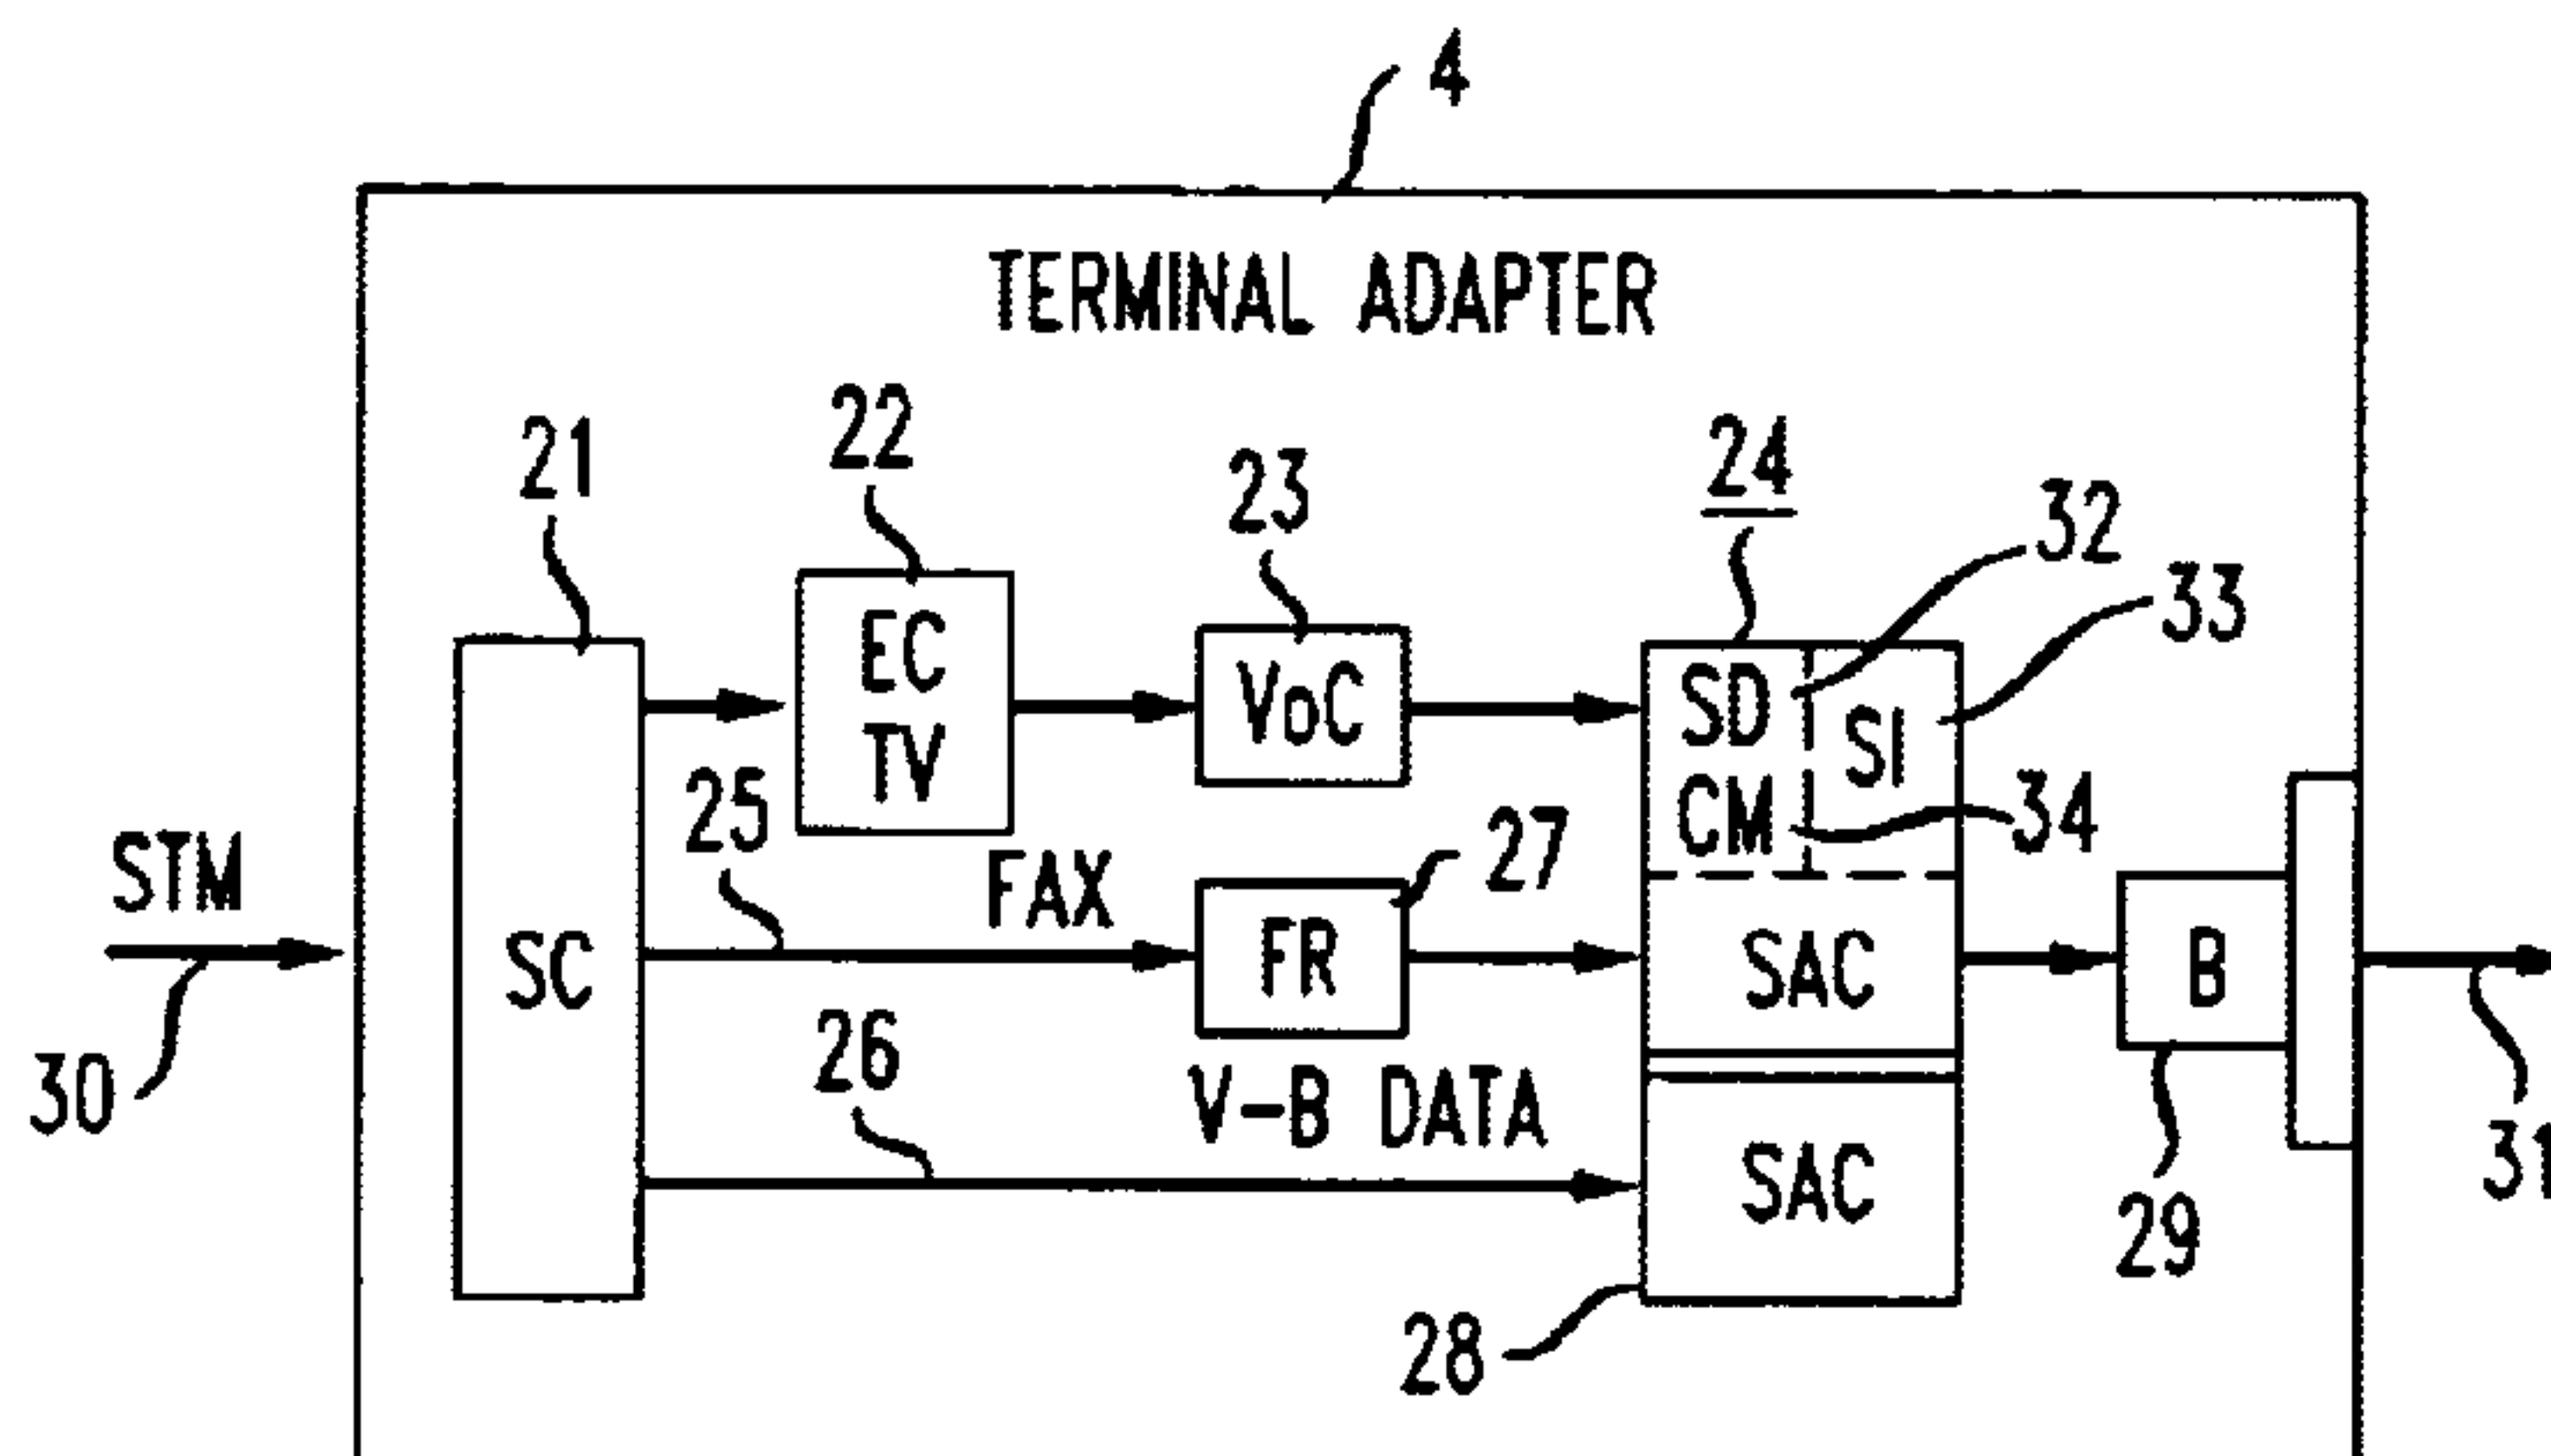 4
TERMINAL ADAPTER
21
22
23
24
32
33
EC
TV
VoC
SD
SI
CM
34
25
STM
FAX
27
SC
FR
SAC
B
30
26
V-B DATA
SAC
31
29
28